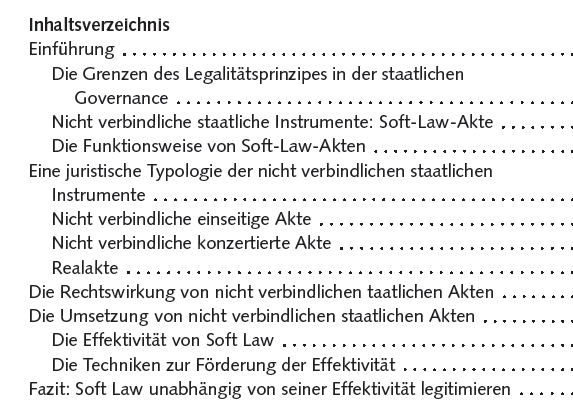 Inhaltsverzeichnis
Einführung ..........................................................
Die Grenzen des Legalitätsprinzipes in der staatlichen
Governance ..................................................
Nicht verbindliche staatliche Instrumente: Soft-Law-Akte .......
Die Funktionsweise von Soft-Law-Akten .........................
Eine juristische Typologie der nicht verbindlichen staatlichen
Instrumente .....................................................
Nicht verbindliche einseitige Akte ................................
Nicht verbindliche konzertierte Akte .............................
Realakte .........................................................
Die Rechtswirkung von nicht verbindlichen taatlichen Akten .......
Die Umsetzung von nicht verbindlichen staatlichen Akten .........
Die Effektivität von Soft Law .....................................
Die Techniken zur Förderung der Effektivität .....................
Fazit: Soft Law unabhängig von seiner Effektivität legitimieren ......